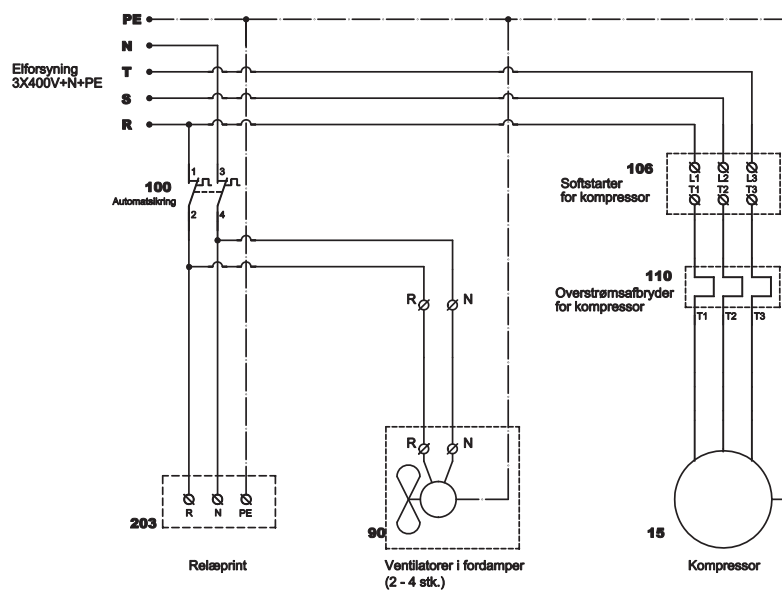 PE
N
Elforsyning
3X400V+N+PE
T
S
R
1 3
100
Automatsikring
2 4
106
Softstarter
for kompressor
L1 L2 L3
T1 T2 T3
110
Overstrømsafbryder
for kompressor
T1 T2 T3
R N
R N
R N PE
203
90
15
Relæprint
Ventilatorer i fordamper
(2 - 4 stk.)
Kompressor